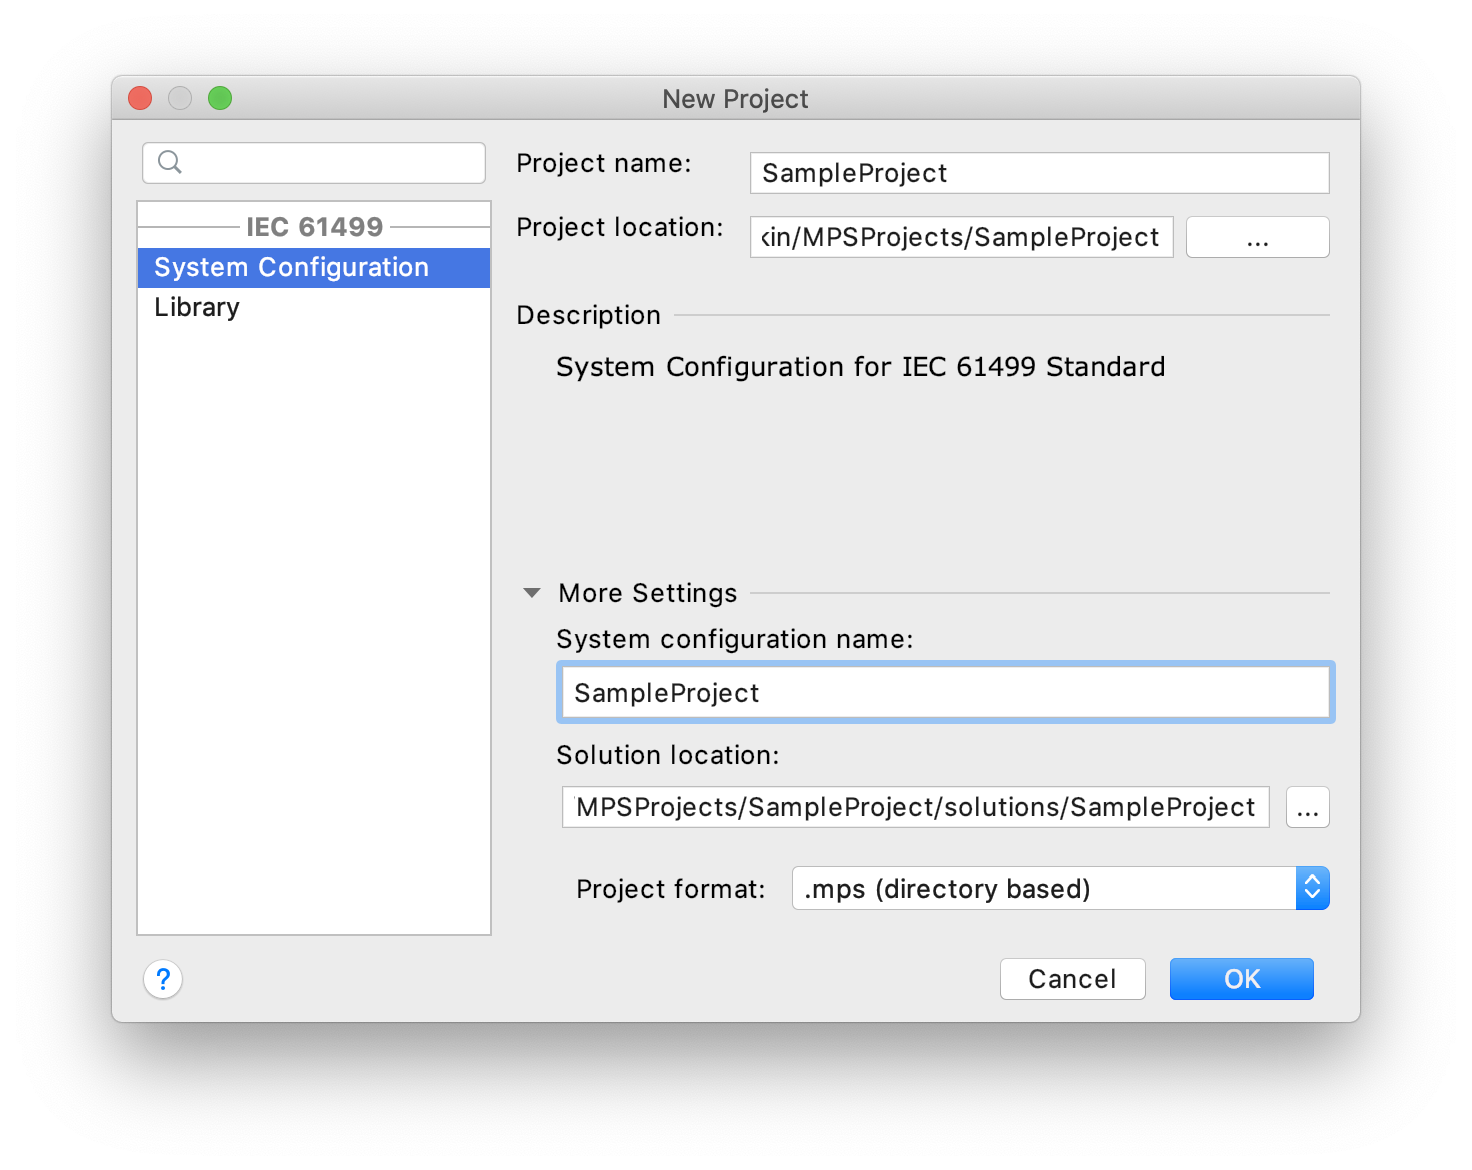 New Project
IEC 61499
System Configuration
Library
Project name:
SampleProject
Project location:
kin/MPSProjects/SampleProject
...
Description
System Configuration for IEC 61499 Standard
More Settings
System configuration name:
SampleProject
Solution location:
MPSProjects/SampleProject/solutions/SampleProject
...
Project format:
.mps (directory based)
?
Cancel
OK